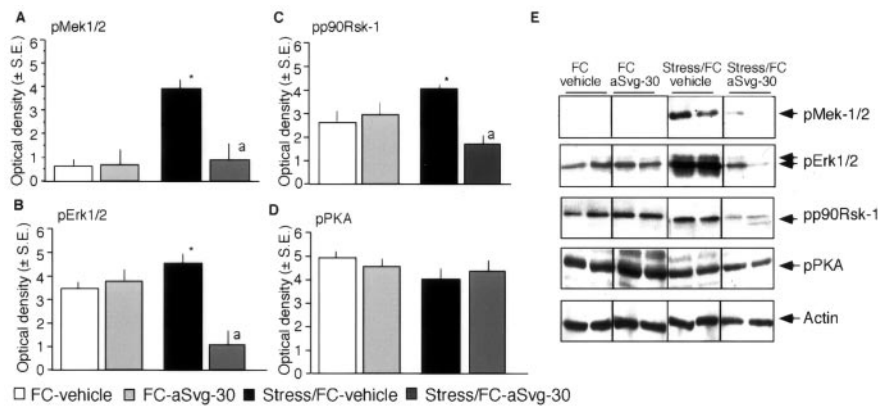 A
pMek1/2
Optical density (± S.E.)
6
5
4
3
2
1
0
*
a
B
pErk1/2
Optical density (± S.E.)
6
5
4
3
2
1
0
*
a
C
pp90Rsk-1
Optical density (± S.E.)
6
5
4
3
2
1
0
*
a
D
pPKA
Optical density (± S.E.)
6
5
4
3
2
1
0
E
FC vehicle
FC aSvg-30
Stress/FC vehicle
Stress/FC aSvg-30
pMek-1/2
pErk1/2
pp90Rsk-1
pPKA
Actin
FC-vehicle FC-aSvg-30 Stress/FC-vehicle Stress/FC-aSvg-30